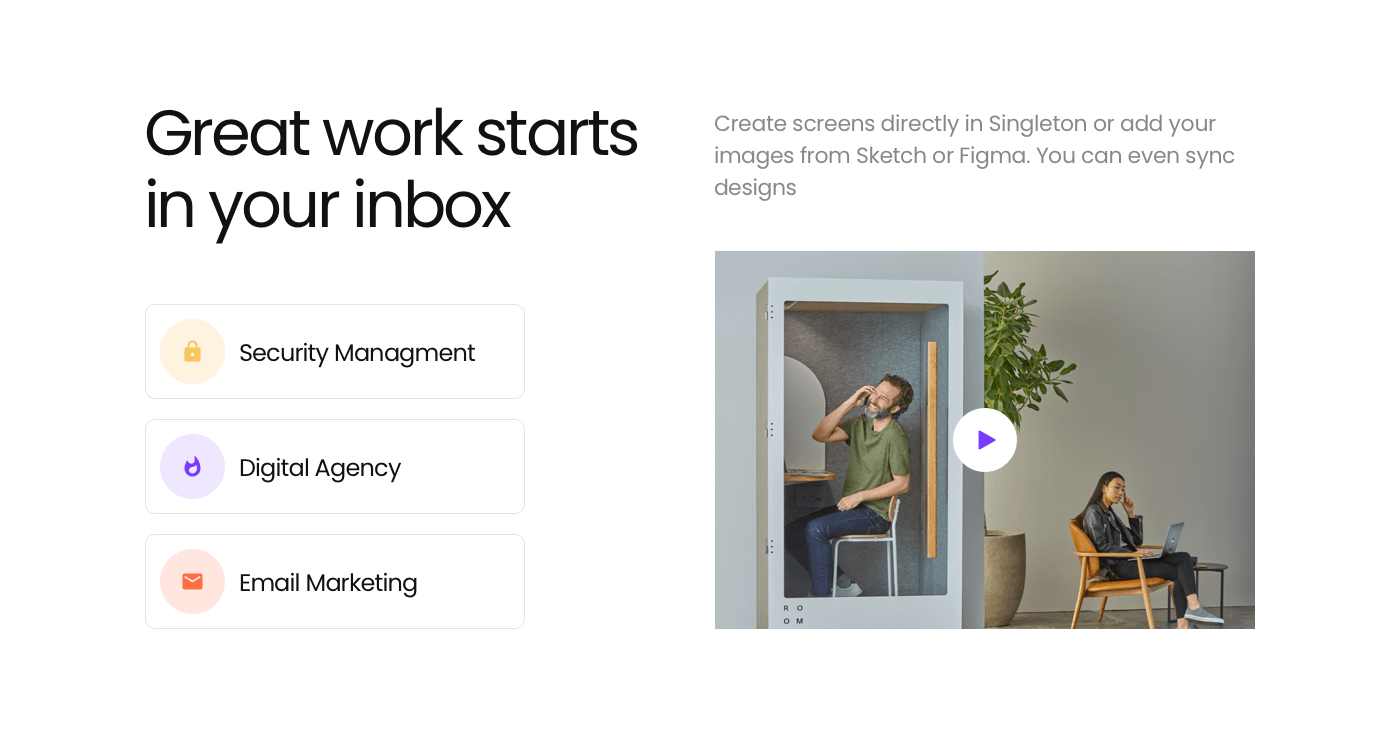 Great work starts
in your inbox
Create screens directly in Singleton or add your
images from Sketch or Figma. You can even sync
designs
Security Managment
Digital Agency
Email Marketing
R O
O M